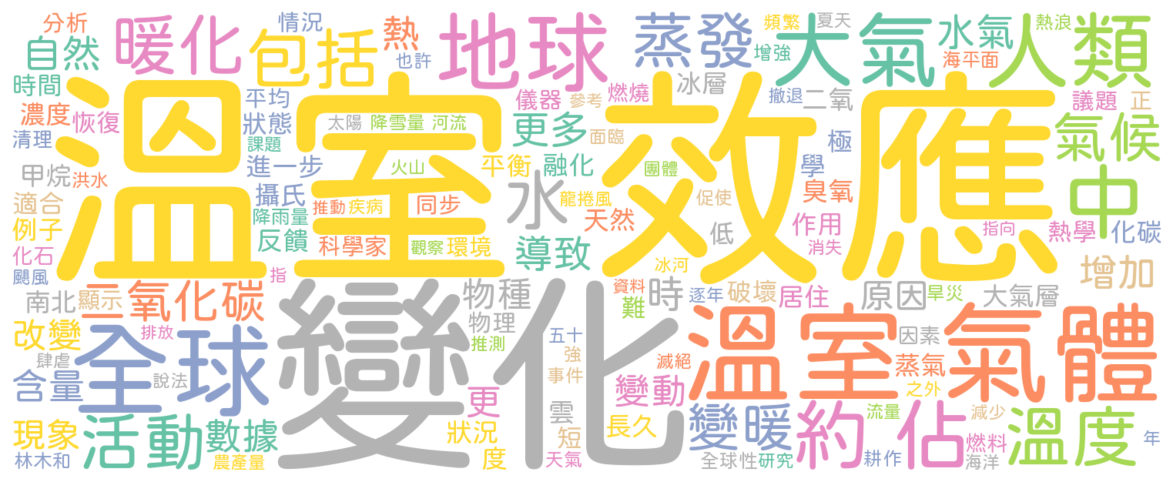 分析
情況
頻繁
夏天
熱浪
自然
暖化
包括
熱
也許
地球
蒸發
增強
大氣
水氣
海平面
人類
時間
濃度
恢復
清理
平均
狀態
課題
太陽
降雪量
河流
儀器
參考
燃燒
冰層
撤退
二氧
議題
正
更多
面臨
極
氣候
溫室效應
甲烷
洪水
進一步
火山
平衡
融化
團體
學
適合
攝氏
水
龍捲風
促使
臭氧
中
例子
降雨量
推動
疾病
同步
天然
低
作用
指向
熱學
化碳
化石
反饋
科學家
觀察
環境
導致
消失
颱風
指
冰河
增加
南北
顯示
二氧化碳
變化
物種
資料
難
時
逐年
破壞
居住
原因
旱災
大氣層
改變
排放
全球
物理
推測
五十
溫室氣體
因素
肆虐
說法
強
事件
滅絕
蒸氣
之外
含量
變動
更
雲
短
長久
變暖
約
佔
流量
減少
溫度
現象
活動
數據
狀況
度
天氣
燃料
年
林木和
農產量
全球性
研究
耕作
海洋